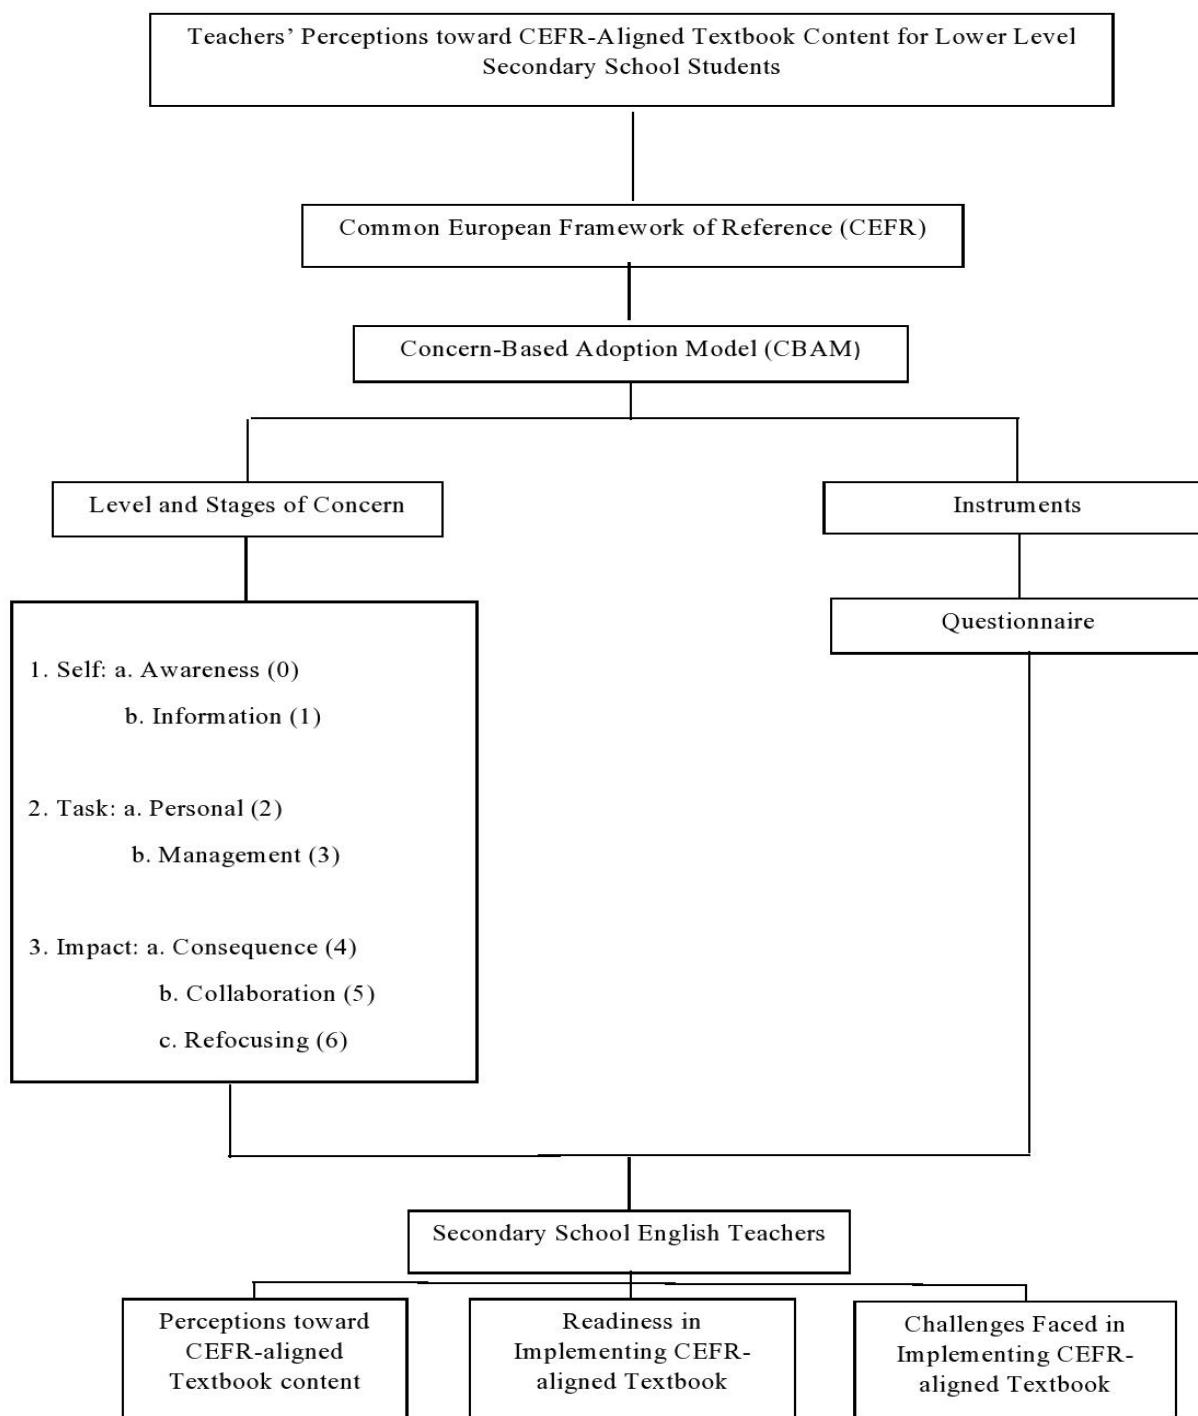 Teachers’ Perceptions toward CEFR-Aligned Textbook Content for Lower Level
Secondary School Students
Common European Framework of Reference (CEFR)
Concern-Based Adoption Model (CBAM)
Level and Stages of Concern
Instruments
Questionnaire
1. Self: a. Awareness (0)
b. Information (1)
2. Task: a. Personal (2)
b. Management (3)
3. Impact: a. Consequence (4)
b. Collaboration (5)
c. Refocusing (6)
Secondary School English Teachers
Perceptions toward
CEFR-aligned
Textbook content
Readiness in
Implementing CEFR-
aligned Textbook
Challenges Faced in
Implementing CEFR-
aligned Textbook